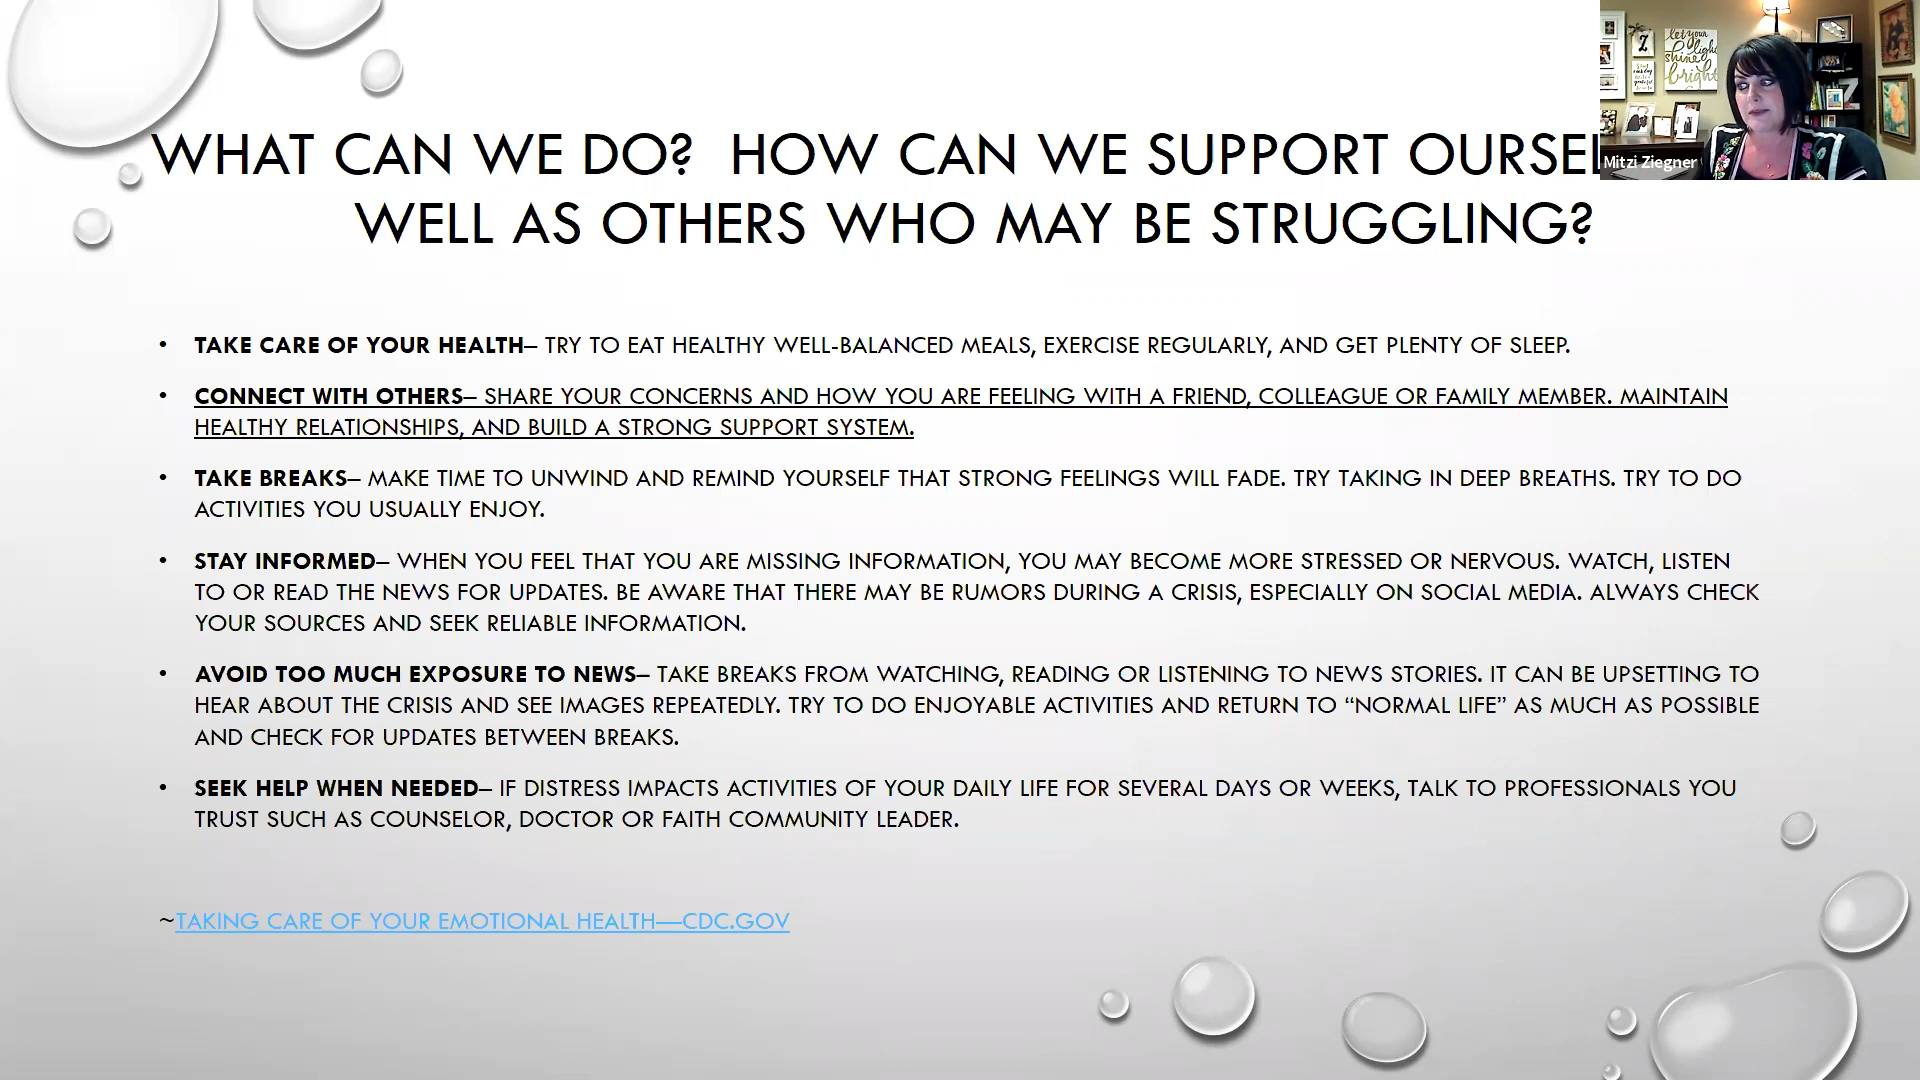 WHAT CAN WE DO?  HOW CAN WE SUPPORT
WELL AS OTHERS WHO MAY BE STRUGGLING?
let your
light
shine
bright
Z
Mitzi Ziegner
• TAKE CARE OF YOUR HEALTH– TRY TO EAT HEALTHY WELL-BALANCED MEALS, EXERCISE REGULARLY, AND GET PLENTY OF SLEEP.
• CONNECT WITH OTHERS– SHARE YOUR CONCERNS AND HOW YOU ARE FEELING WITH A FRIEND, COLLEAGUE OR FAMILY MEMBER. MAINTAIN
HEALTHY RELATIONSHIPS, AND BUILD A STRONG SUPPORT SYSTEM.
• TAKE BREAKS– MAKE TIME TO UNWIND AND REMIND YOURSELF THAT STRONG FEELINGS WILL FADE. TRY TAKING IN DEEP BREATHS. TRY TO DO
ACTIVITIES YOU USUALLY ENJOY.
• STAY INFORMED– WHEN YOU FEEL THAT YOU ARE MISSING INFORMATION, YOU MAY BECOME MORE STRESSED OR NERVOUS. WATCH, LISTEN
TO OR READ THE NEWS FOR UPDATES. BE AWARE THAT THERE MAY BE RUMORS DURING A CRISIS, ESPECIALLY ON SOCIAL MEDIA. ALWAYS CHECK
YOUR SOURCES AND SEEK RELIABLE INFORMATION.
• AVOID TOO MUCH EXPOSURE TO NEWS– TAKE BREAKS FROM WATCHING, READING OR LISTENING TO NEWS STORIES. IT CAN BE UPSETTING TO
HEAR ABOUT THE CRISIS AND SEE IMAGES REPEATEDLY. TRY TO DO ENJOYABLE ACTIVITIES AND RETURN TO “NORMAL LIFE” AS MUCH AS POSSIBLE
AND CHECK FOR UPDATES BETWEEN BREAKS.
• SEEK HELP WHEN NEEDED– IF DISTRESS IMPACTS ACTIVITIES OF YOUR DAILY LIFE FOR SEVERAL DAYS OR WEEKS, TALK TO PROFESSIONALS YOU
TRUST SUCH AS COUNSELOR, DOCTOR OR FAITH COMMUNITY LEADER.
~TAKING CARE OF YOUR EMOTIONAL HEALTH—CDC.GOV